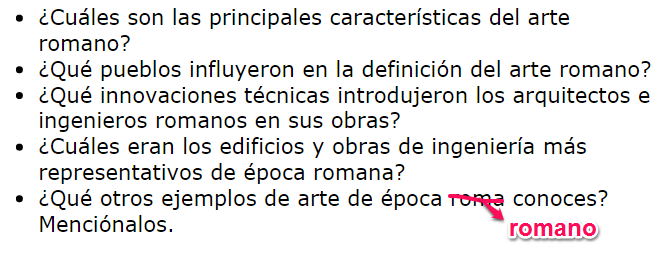 • ¿Cuáles son las principales características del arte
romano?
• ¿Qué pueblos influyeron en la definición del arte romano?
• ¿Qué innovaciones técnicas introdujeron los arquitectos e
ingenieros romanos en sus obras?
• ¿Cuáles eran los edificios y obras de ingeniería más
representativos de época romana?
• ¿Qué otros ejemplos de arte de época roma conoces?
Menciónalos.
romano